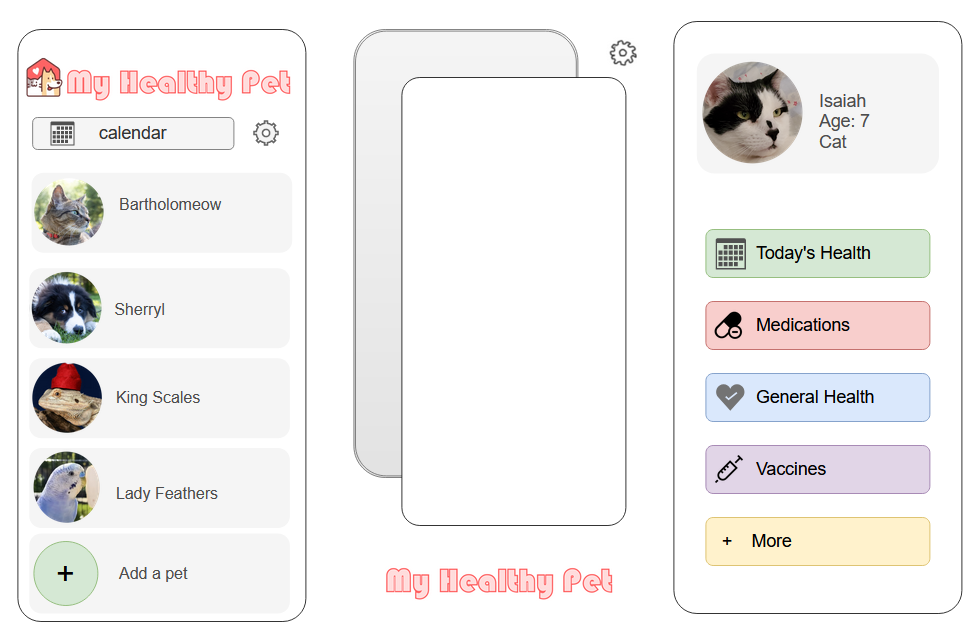 My Healthy Pet
calendar
Bartholomeow
Sherryl
King Scales
Lady Feathers
+ Add a pet
My Healthy Pet
Isaiah
Age: 7
Cat
Today's Health
Medications
General Health
Vaccines
+ More